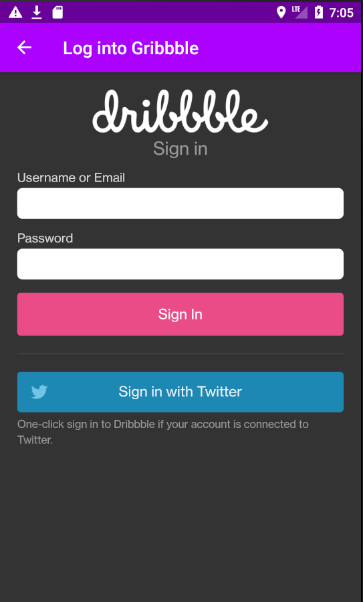 LTE 7:05
Log into Gribbble
dribbble
Sign in
Username or Email
Password
Sign In
Sign in with Twitter
One-click sign in to Dribbble if your account is connected to
Twitter.